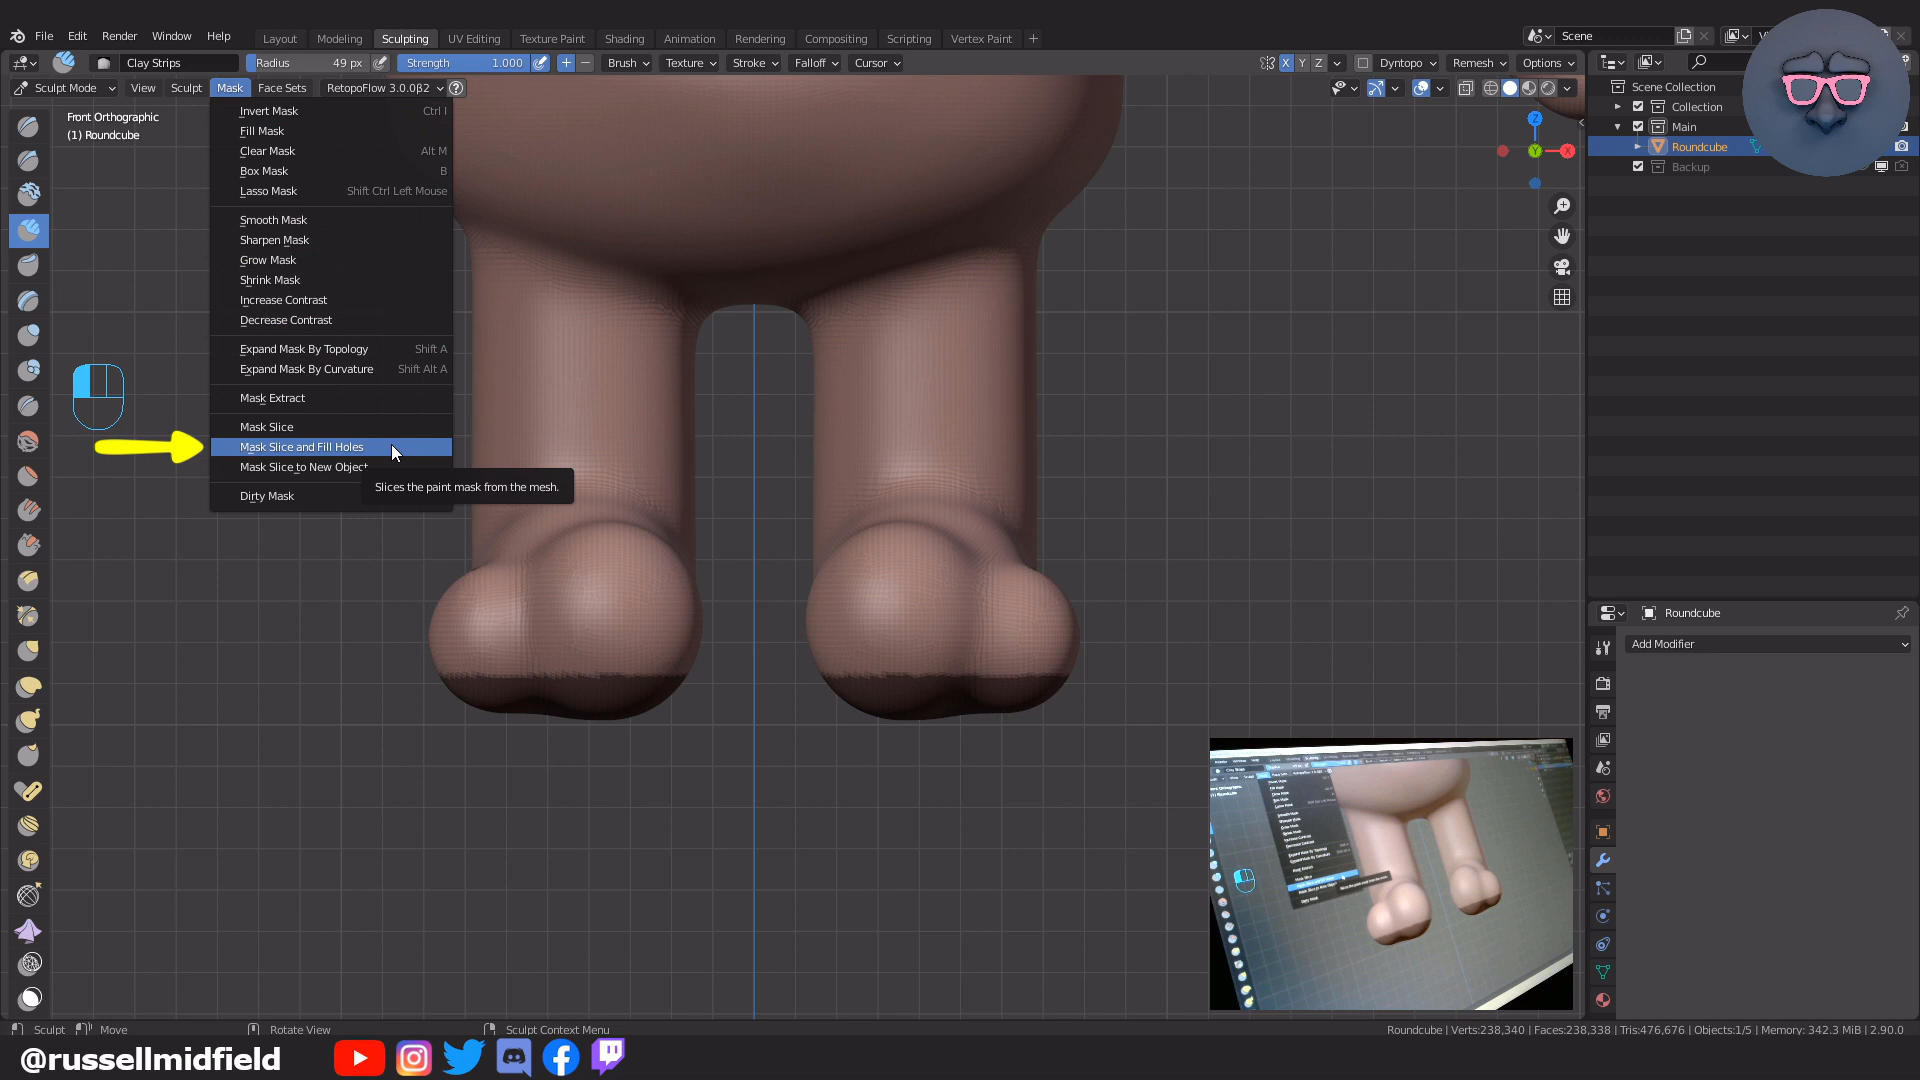 File Edit Render Window Help
Layout Modeling Sculpting UV Editing Texture Paint Shading Animation Rendering Compositing Scripting Vertex Paint +
Scene
Clay Strips
Radius 49 px
Strength 1.000
Brush Texture Stroke Falloff Cursor
X Y Z
Dyntopo Remesh Options
Sculpt Mode View Sculpt Mask Face Sets RetopoFlow 3.0.0β2
Front Orthographic
(1) Roundcube
Invert Mask Ctrl I
Fill Mask
Clear Mask Alt M
Box Mask B
Lasso Mask Shift Ctrl Left Mouse
Smooth Mask
Sharpen Mask
Grow Mask
Shrink Mask
Increase Contrast
Decrease Contrast
Expand Mask By Topology Shift A
Expand Mask By Curvature Shift Alt A
Mask Extract
Mask Slice
Mask Slice and Fill Holes
Mask Slice to New Object
Slices the paint mask from the mesh.
Dirty Mask
Z
Y
X
Scene Collection
Collection
Main
Roundcube
Backup
Roundcube
Add Modifier
Sculpt Move Rotate View Sculpt Context Menu
Roundcube | Verts:238,340 | Faces:238,338 | Tris:476,676 | Objects:1/5 | Memory: 342.3 MiB | 2.90.0
@russellmidfield